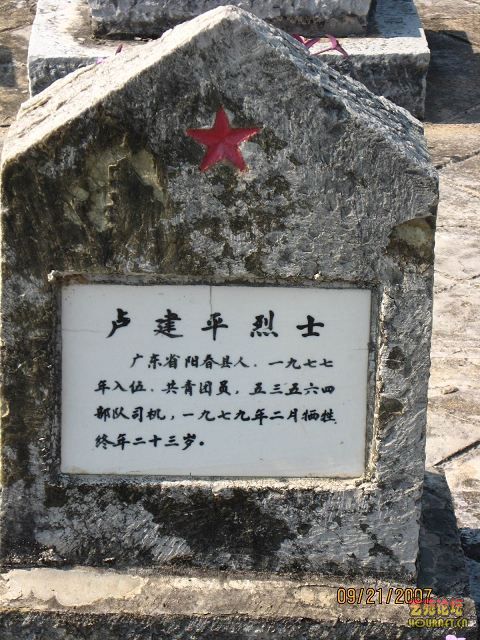 卢建平烈士
广东省阳春县人，一九七七
年入伍，共青团员，五三五六四
部队司机，一九七九年二月牺牲
终年二十三岁。
09/21/2007
HOURNET.CN